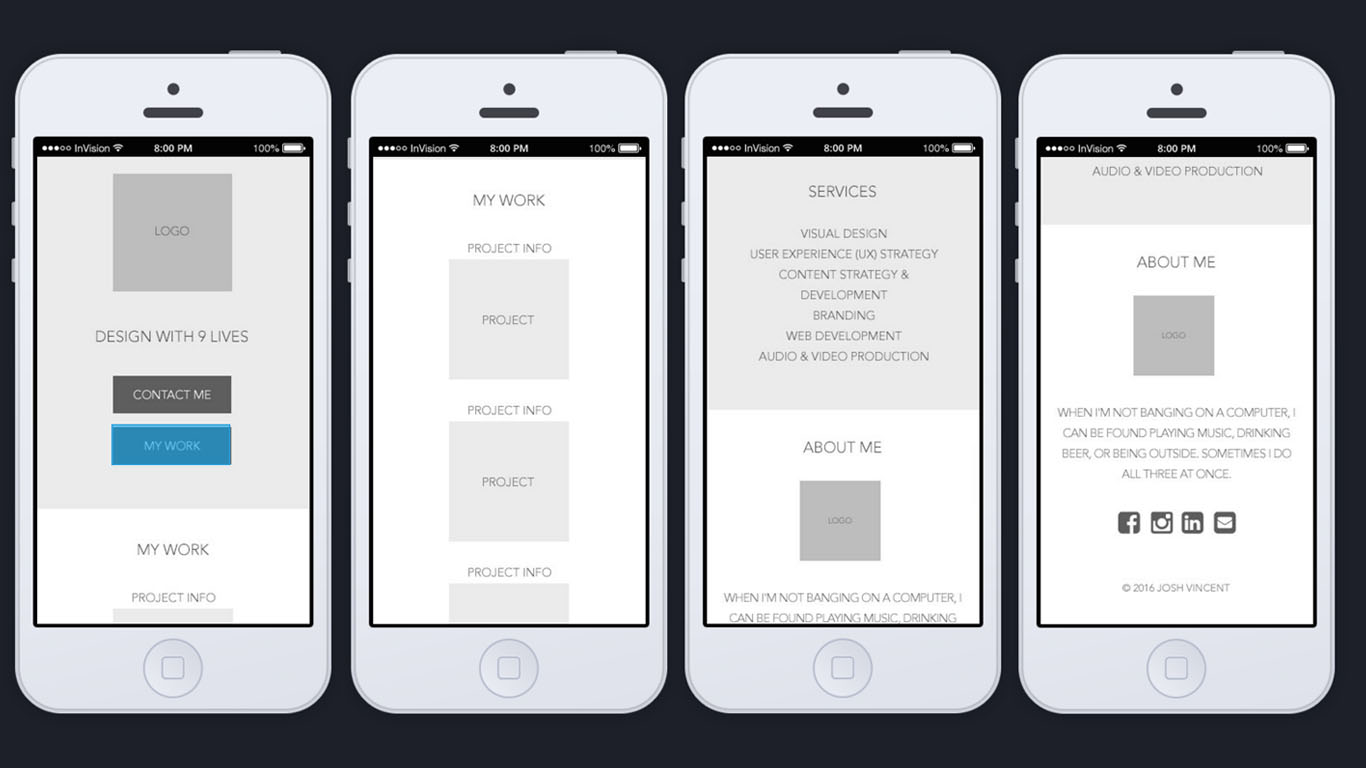 InVision 8:00 PM 100%
LOGO
DESIGN WITH 9 LIVES
CONTACT ME
MY WORK
MY WORK
PROJECT INFO
InVision 8:00 PM 100%
MY WORK
PROJECT INFO
PROJECT
PROJECT INFO
PROJECT
PROJECT INFO
InVision 8:00 PM 100%
SERVICES
VISUAL DESIGN
USER EXPERIENCE (UX) STRATEGY
CONTENT STRATEGY &
DEVELOPMENT
BRANDING
WEB DEVELOPMENT
AUDIO & VIDEO PRODUCTION
ABOUT ME
LOGO
WHEN I'M NOT BANGING ON A COMPUTER, I
CAN BE FOUND PLAYING MUSIC, DRINKING
InVision 8:00 PM 100%
AUDIO & VIDEO PRODUCTION
ABOUT ME
LOGO
WHEN I'M NOT BANGING ON A COMPUTER, I
CAN BE FOUND PLAYING MUSIC, DRINKING
BEER, OR BEING OUTSIDE. SOMETIMES I DO
ALL THREE AT ONCE.
© 2016 JOSH VINCENT